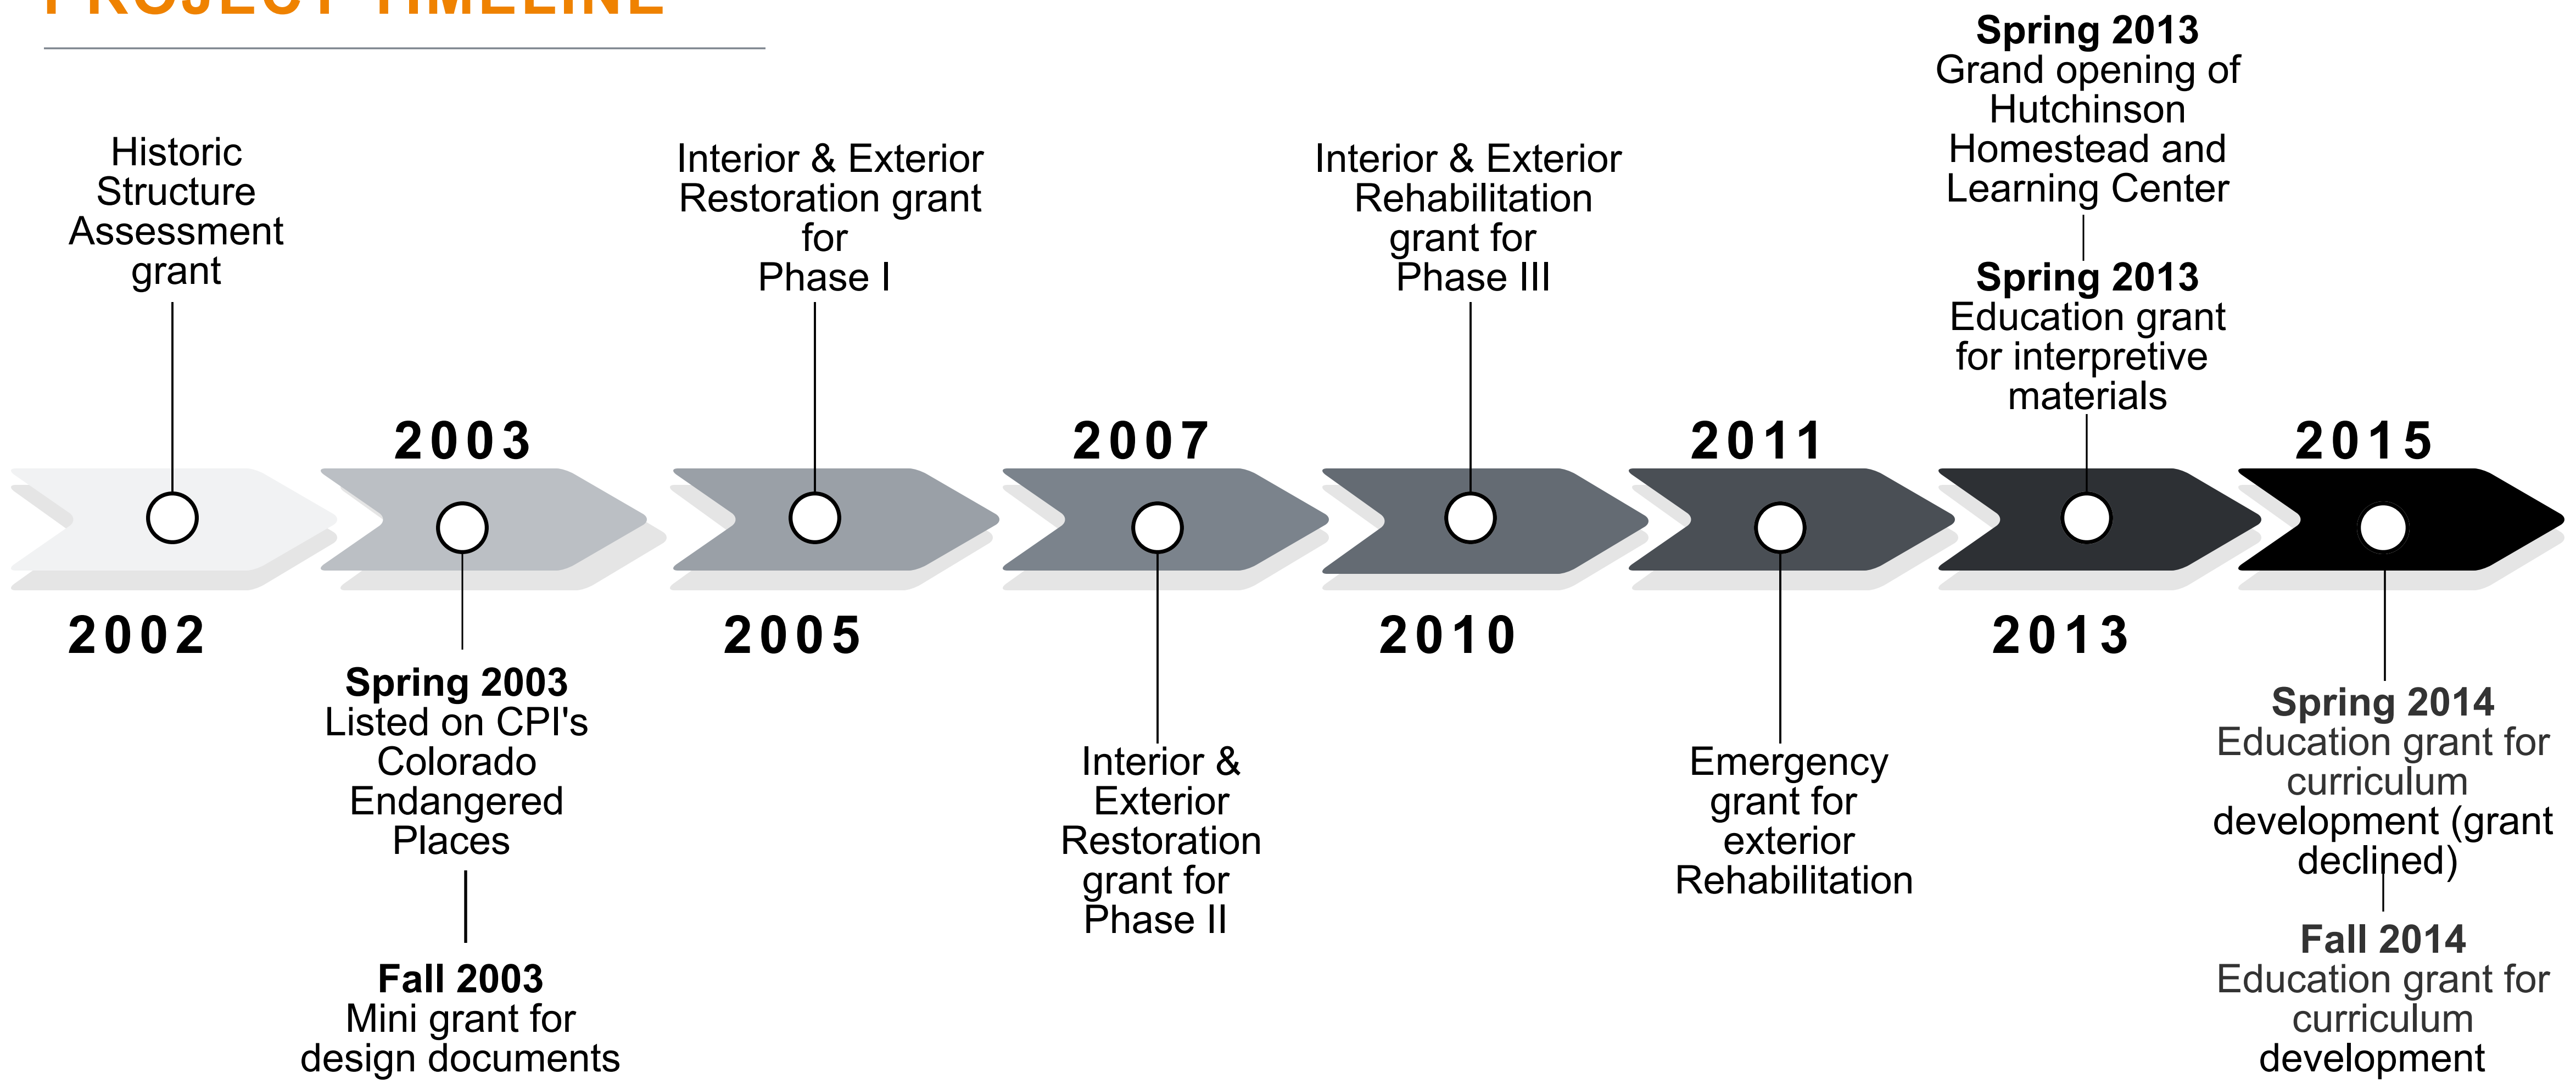 PROJECT TIMELINE
Historic
Structure
Assessment
grant
2002
2003
Spring 2003
Listed on CPI's
Colorado
Endangered
Places
Fall 2003
Mini grant for
design documents
Interior & Exterior
Restoration grant
for
Phase I
2005
2007
Interior &
Exterior
Restoration
grant for
Phase II
Interior & Exterior
Rehabilitation
grant for
Phase III
2010
2011
Emergency
grant for
exterior
Rehabilitation
Spring 2013
Grand opening of
Hutchinson
Homestead and
Learning Center
Spring 2013
Education grant
for interpretive
materials
2013
2015
Spring 2014
Education grant for
curriculum
development (grant
declined)
Fall 2014
Education grant for
curriculum
development